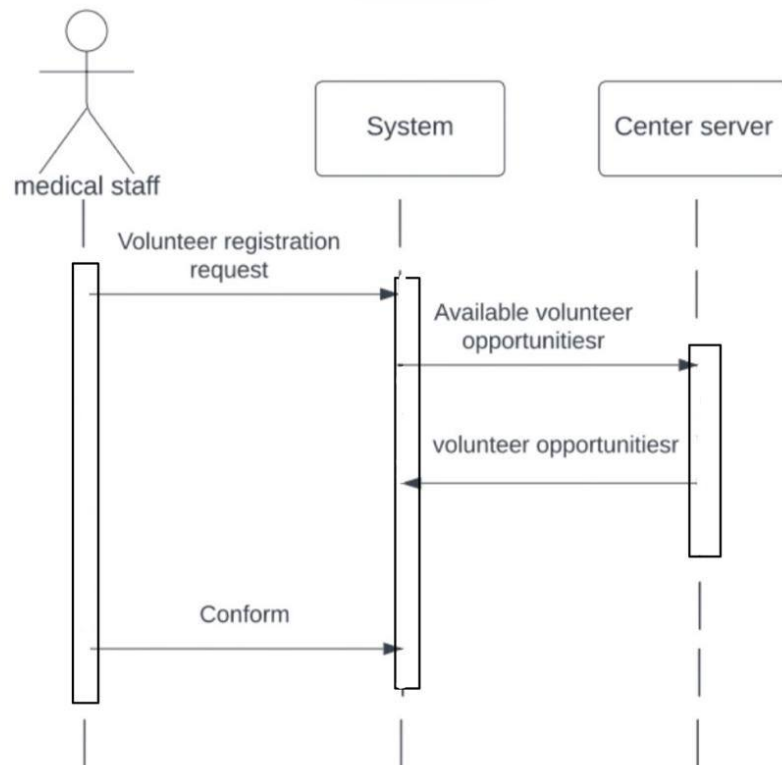 System
Center server
medical staff
Volunteer registration
request
Available volunteer
opportunitiesr
volunteer opportunitiesr
Conform